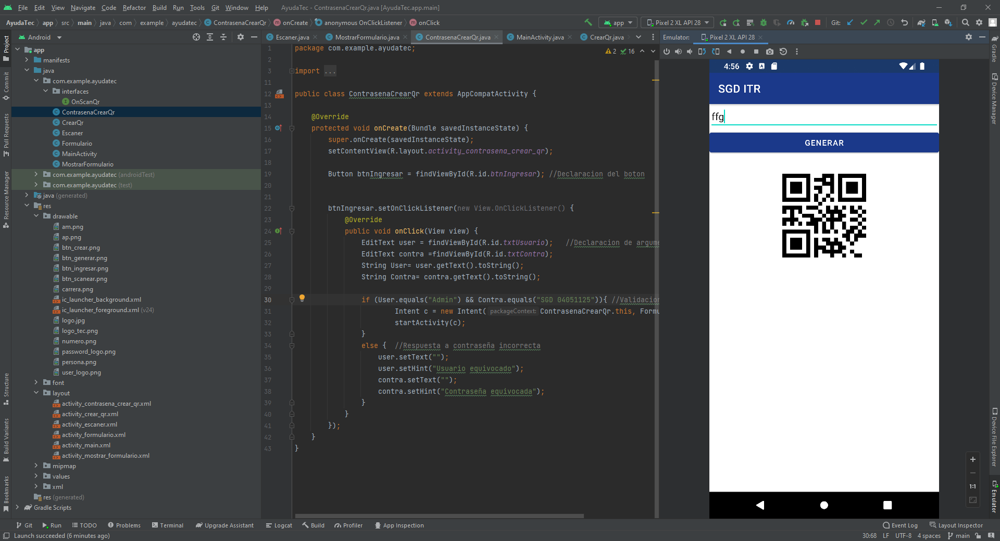 File Edit View Navigate Code Refactor Build Run Tools Git Window Help AyudaTec - ContrasenaCrearQr.java [AyudaTec.app.main]
AyudaTec app src main java com example ayudatec ContrasenaCrearQr onCreate anonymous OnClickListener onClick app Pixel 2 XL API 28 Git:
Android
Escaner.java MostrarFormulario.java ContrasenaCrearQr.java MainActivity.java CrearQr.java
Emulator: Pixel 2 XL API 28
Project
Commit
Pull Requests
Resource Manager
Structure
Build Variants
Bookmarks
app
manifests
java
com.example.ayudatec
interfaces
OnScanQr
ContrasenaCrearQr
CrearQr
Escaner
Formulario
MainActivity
MostrarFormulario
com.example.ayudatec (androidTest)
com.example.ayudatec (test)
java (generated)
res
drawable
am.png
ap.png
btn_crear.png
btn_generar.png
btn_ingresar.png
btn_scanear.png
carrera.png
ic_launcher_background.xml
ic_launcher_foreground.xml (v24)
logo.jpg
logo_tec.png
numero.png
password_logo.png
persona.png
user_logo.png
font
layout
activity_contrasena_crear_qr.xml
activity_crear_qr.xml
activity_escaner.xml
activity_formulario.xml
activity_main.xml
activity_mostrar_formulario.xml
mipmap
values
xml
res (generated)
Gradle Scripts
2 16
1 package com.example.ayudatec;
2
3 import ...
11
12 public class ContrasenaCrearQr extends AppCompatActivity {
13
14 @Override
15 protected void onCreate(Bundle savedInstanceState) {
16 super.onCreate(savedInstanceState);
17 setContentView(R.layout.activity_contrasena_crear_qr);
18
19 Button btnIngresar = findViewById(R.id.btnIngresar); //Declaracion del boton
20
21
22 btnIngresar.setOnClickListener(new View.OnClickListener() {
23 @Override
24 public void onClick(View view) {
25 EditText user = findViewById(R.id.txtUsuario); //Declaracion de argume
26 EditText contra =findViewById(R.id.txtContra);
27 String User= user.getText().toString();
28 String Contra= contra.getText().toString();
29
30 if (User.equals("Admin") && Contra.equals("SGD 04051125")){ //Validacion
31 Intent c = new Intent( packageContext: ContrasenaCrearQr.this, Formu
32 startActivity(c);
33 }
34 else { //Respuesta a contraseña incorrecta
35 user.setText("");
36 user.setHint("Usuario equivocado");
37 contra.setText("");
38 contra.setHint("Contraseña equivocada");
39 }
40 }
41 });
42 }
43 }
4:56
SGD ITR
ffg
GENERAR
1:1
Gradle
Device Manager
Device File Explorer
Emulator
Git Run TODO Problems Terminal Upgrade Assistant Logcat Build Profiler App Inspection Event Log Layout Inspector
Launch succeeded (6 minutes ago) 30:68 LF UTF-8 4 spaces main